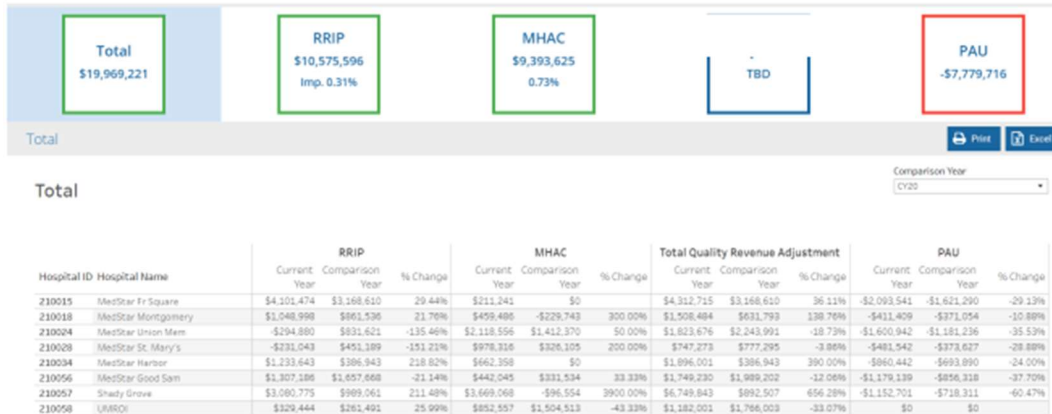 Total
$19,969,221
RRIP
$10,575,596
Imp. 0.31%
MHAC
$9,393,625
0.73%
TBD
PAU
-$7,779,716
Total
Print
Excel
Total
Comparison Year
CY20
RRIP MHAC Total Quality Revenue Adjustment PAU
Hospital ID Hospital Name Current Year Comparison Year % Change Current Year Comparison Year % Change Current Year Comparison Year % Change Current Year Comparison Year % Change
210015 MedStar Fr Square $4,101,474 $3,168,610 29.44% $211,241 $0 $4,312,715 $3,168,610 36.11% -$2,093,541 -$1,621,290 -29.13%
210018 MedStar Montgomery $1,048,998 $861,536 21.76% $459,486 -$229,743 300.00% $1,508,484 $631,793 138.76% -$411,409 -$371,054 -10.88%
210024 MedStar Union Mem -$294,880 $831,621 -135.46% $2,118,556 $1,412,370 50.00% $1,823,676 $2,243,991 -18.73% -$1,600,942 -$1,181,236 -35.53%
210028 MedStar St. Mary's -$231,043 $451,189 -151.21% $978,316 $326,105 200.00% $747,273 $777,295 -3.86% -$481,542 -$373,627 -28.88%
210034 MedStar Harbor $1,233,643 $386,943 218.82% $662,358 $0 $1,896,001 $386,943 390.00% -$860,442 -$693,890 -24.00%
210056 MedStar Good Sam $1,307,186 $1,657,668 -21.14% $442,045 $331,534 33.33% $1,749,230 $1,989,202 -12.06% -$1,179,139 -$856,318 -37.70%
210057 Shady Grove $3,080,775 $989,061 211.48% $3,669,068 -$96,554 3900.00% $6,749,843 $892,507 656.28% -$1,152,701 -$718,311 -60.47%
210058 UMROI $329,444 $261,491 25.99% $852,557 $1,504,513 -43.33% $1,182,001 $1,766,003 -33.07% $0 $0